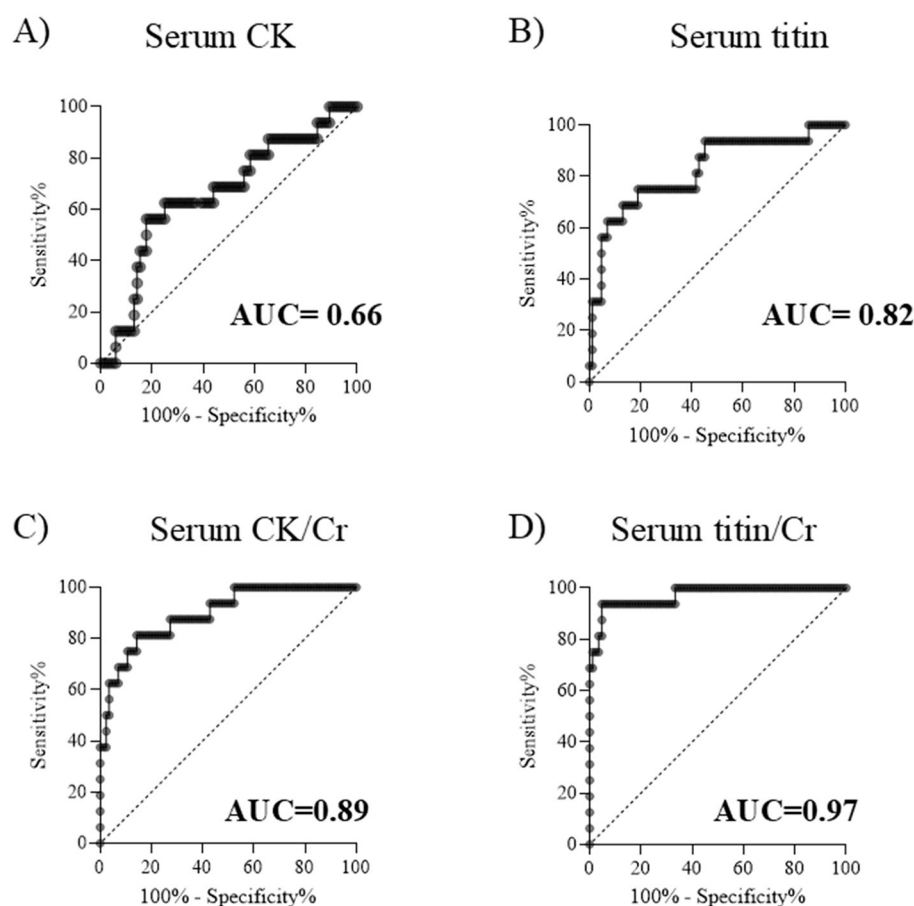 A) Serum CK
Sensitivity%
100
80
60
40
20
0
0 20 40 60 80 100
100% - Specificity%
AUC= 0.66
B) Serum titin
Sensitivity%
100
80
60
40
20
0
0 20 40 60 80 100
100% - Specificity%
AUC= 0.82
C) Serum CK/Cr
Sensitivity%
100
80
60
40
20
0
0 20 40 60 80 100
100% - Specificity%
AUC=0.89
D) Serum titin/Cr
Sensitivity%
100
80
60
40
20
0
0 20 40 60 80 100
100% - Specificity%
AUC=0.97